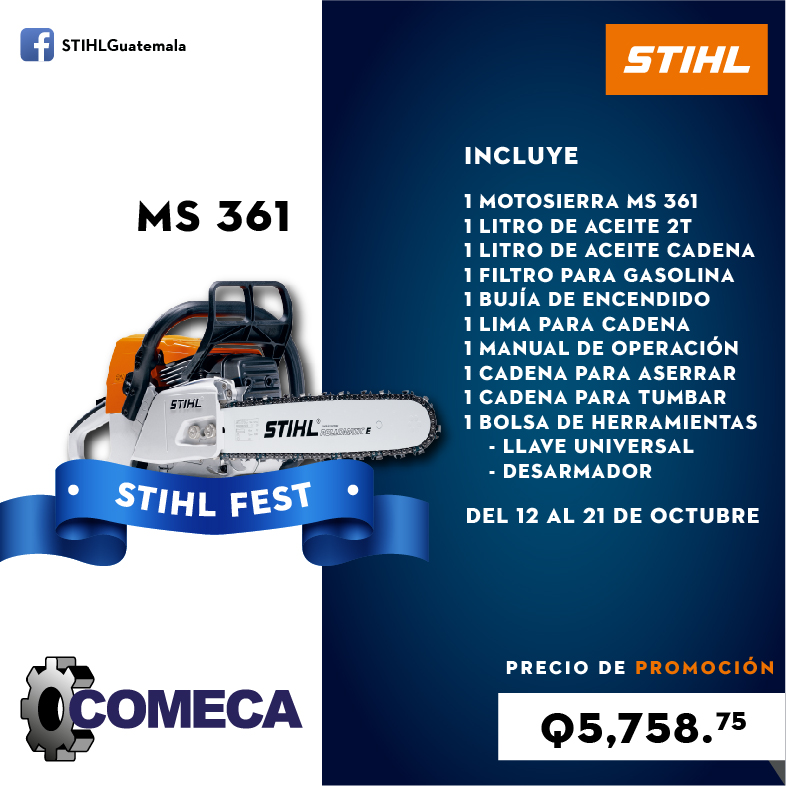 STIHLGuatemala
STIHL
MS 361
INCLUYE
1 MOTOSIERRA MS 361
1 LITRO DE ACEITE 2T
1 LITRO DE ACEITE CADENA
1 FILTRO PARA GASOLINA
1 BUJÍA DE ENCENDIDO
1 LIMA PARA CADENA
1 MANUAL DE OPERACIÓN
1 CADENA PARA ASERRAR
1 CADENA PARA TUMBAR
1 BOLSA DE HERRAMIENTAS
- LLAVE UNIVERSAL
- DESARMADOR
DEL 12 AL 21 DE OCTUBRE
STIHL
STIHL® ROLLOMATIC E
STIHL FEST
COMECA
PRECIO DE PROMOCIÓN
Q5,758.75